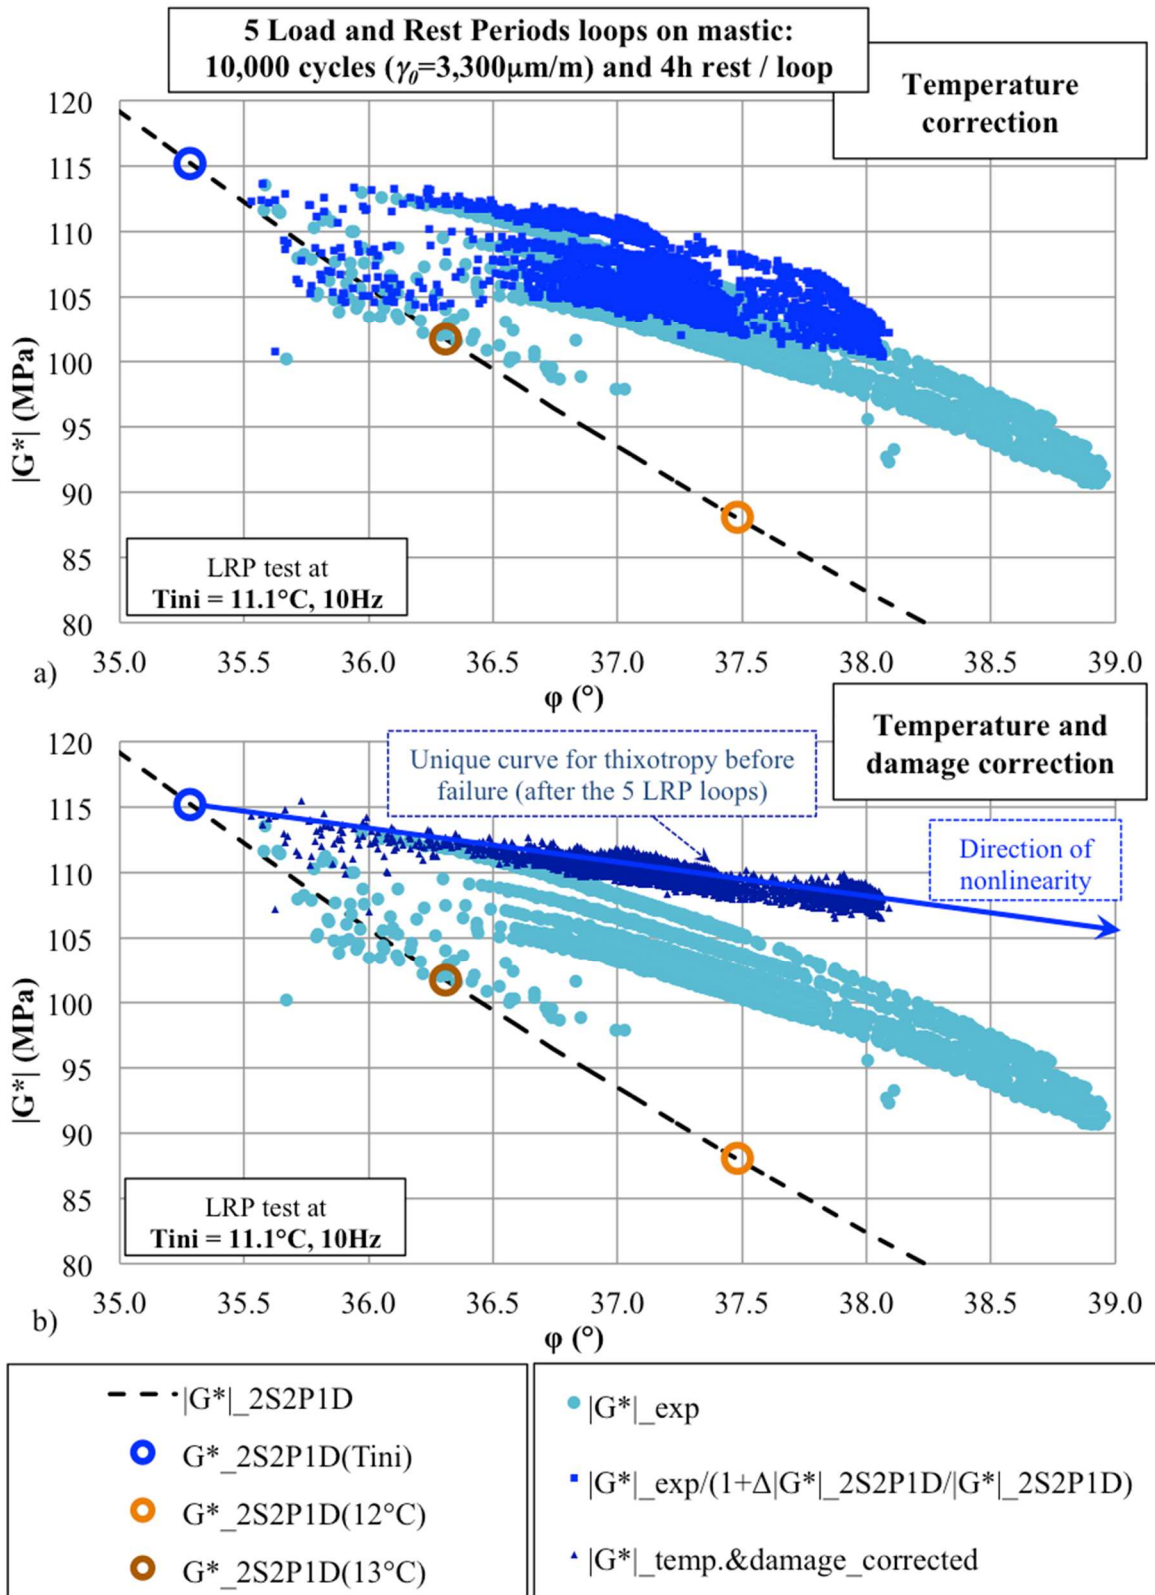 5 Load and Rest Periods loops on mastic:
10,000 cycles (γ0=3,300μm/m) and 4h rest / loop
Temperature
correction
120
115
110
105
100
95
90
85
80
|G*| (MPa)
LRP test at
Tini = 11.1°C, 10Hz
35.0 35.5 36.0 36.5 37.0 37.5 38.0 38.5 39.0
a)
φ (°)
Temperature and
damage correction
Unique curve for thixotropy before
failure (after the 5 LRP loops)
Direction of
nonlinearity
120
115
110
105
100
95
90
85
80
|G*| (MPa)
LRP test at
Tini = 11.1°C, 10Hz
35.0 35.5 36.0 36.5 37.0 37.5 38.0 38.5 39.0
b)
φ (°)
|G*|_2S2P1D
G*_2S2P1D(Tini)
G*_2S2P1D(12°C)
G*_2S2P1D(13°C)
|G*|_exp
|G*|_exp/(1+Δ|G*|_2S2P1D/|G*|_2S2P1D)
|G*|_temp.&damage_corrected